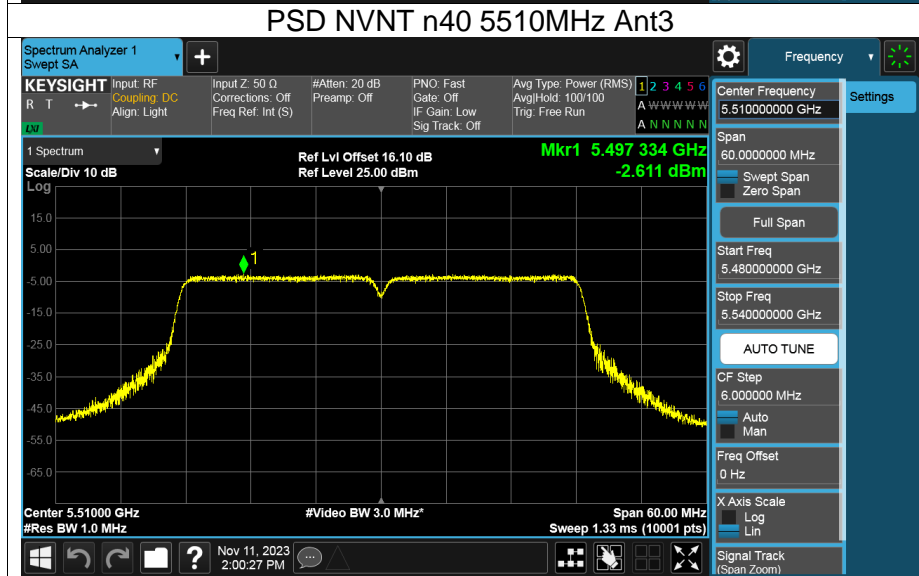 PSD NVNT n40 5510MHz Ant3
Spectrum Analyzer 1
Swept SA
+
Frequency
KEYSIGHT
R T
LXI
Input: RF
Coupling: DC
Align: Light
Input Z: 50 Ω
Corrections: Off
Freq Ref: Int (S)
#Atten: 20 dB
Preamp: Off
PNO: Fast
Gate: Off
IF Gain: Low
Sig Track: Off
Avg Type: Power (RMS)
Avg|Hold: 100/100
Trig: Free Run
1 2 3 4 5 6
A W W W W W
A N N N N N
1 Spectrum
Scale/Div 10 dB
Log
Ref Lvl Offset 16.10 dB
Ref Level 25.00 dBm
Mkr1 5.497 334 GHz
-2.611 dBm
15.0
5.00
-5.00
-15.0
-25.0
-35.0
-45.0
-55.0
-65.0
1
Center 5.51000 GHz
#Res BW 1.0 MHz
#Video BW 3.0 MHz*
Span 60.00 MHz
Sweep 1.33 ms (10001 pts)
Center Frequency
5.510000000 GHz
Settings
Span
60.0000000 MHz
Swept Span
Zero Span
Full Span
Start Freq
5.480000000 GHz
Stop Freq
5.540000000 GHz
AUTO TUNE
CF Step
6.000000 MHz
Auto
Man
Freq Offset
0 Hz
X Axis Scale
Log
Lin
Signal Track
(Span Zoom)
?
Nov 11, 2023
2:00:27 PM